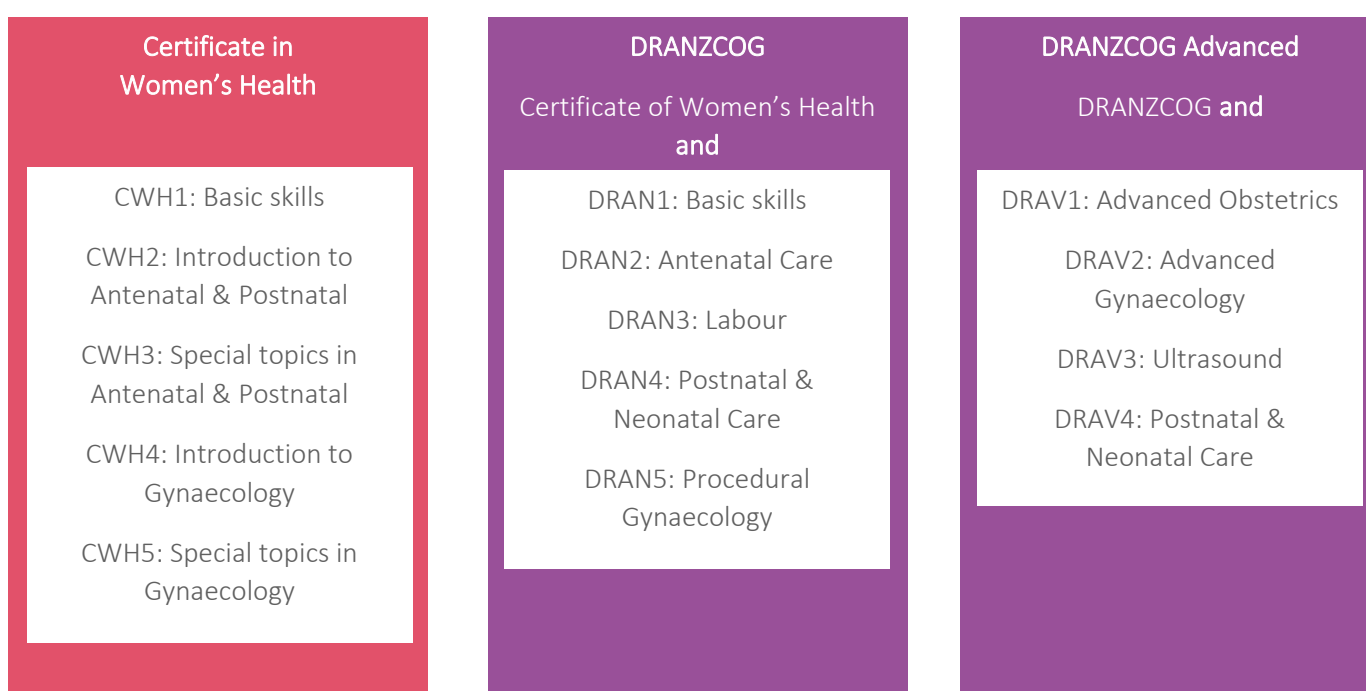 Certificate in
Women's Health
CWH1: Basic skills
CWH2: Introduction to
Antenatal & Postnatal
CWH3: Special topics in
Antenatal & Postnatal
CWH4: Introduction to
Gynaecology
CWH5: Special topics in
Gynaecology
DRANZCOG
Certificate of Women's Health
and
DRAN1: Basic skills
DRAN2: Antenatal Care
DRAN3: Labour
DRAN4: Postnatal &
Neonatal Care
DRAN5: Procedural
Gynaecology
DRANZCOG Advanced
DRANZCOG and
DRAV1: Advanced Obstetrics
DRAV2: Advanced
Gynaecology
DRAV3: Ultrasound
DRAV4: Postnatal &
Neonatal Care